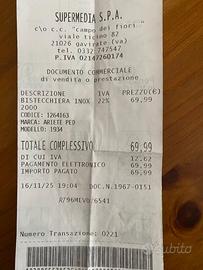 SUPERMEDIA S.P.A.
c/o c.c. "campo dei fiori"
viale ticino 82
21026 gavirate (va)
tel. 0332 747547
P.IVA 02147260174
DOCUMENTO COMMERCIALE
di vendita o prestazione
DESCRIZIONE IVA PREZZO(€)
BISTECCHIERA INOX 22% 69,99
2000
CODICE: 1264163
MARCA: ARIETE PED
MODELLO: 1934
TOTALE COMPLESSIVO 69,99
DI CUI IVA 12,62
PAGAMENTO ELETTRONICO 69,99
IMPORTO PAGATO 69,99
16/11/25 19:04 DOC.N.1967-0151
Numero Transazione: 0221
subito